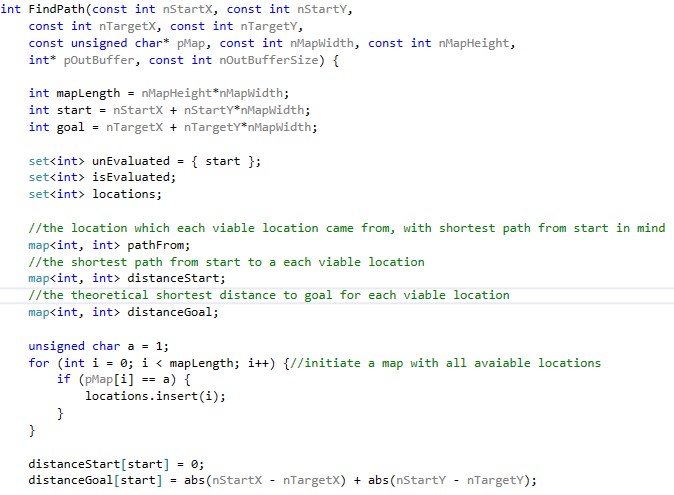 int FindPath(const int nStartX, const int nStartY,
    const int nTargetX, const int nTargetY,
    const unsigned char* pMap, const int nMapWidth, const int nMapHeight,
    int* pOutBuffer, const int nOutBufferSize) {
    int mapLength = nMapHeight*nMapWidth;
    int start = nStartX + nStartY*nMapWidth;
    int goal = nTargetX + nTargetY*nMapWidth;
    set<int> unEvaluated = { start };
    set<int> isEvaluated;
    set<int> locations;
    //the location which each viable location came from, with shortest path from start in mind
    map<int, int> pathFrom;
    //the shortest path from start to a each viable location
    map<int, int> distanceStart;
    //the theoretical shortest distance to goal for each viable location
    map<int, int> distanceGoal;
    unsigned char a = 1;
    for (int i = 0; i < mapLength; i++) {//initiate a map with all avaiable locations
        if (pMap[i] == a) {
            locations.insert(i);
        }
    }
    distanceStart[start] = 0;
    distanceGoal[start] = abs(nStartX - nTargetX) + abs(nStartY - nTargetY);